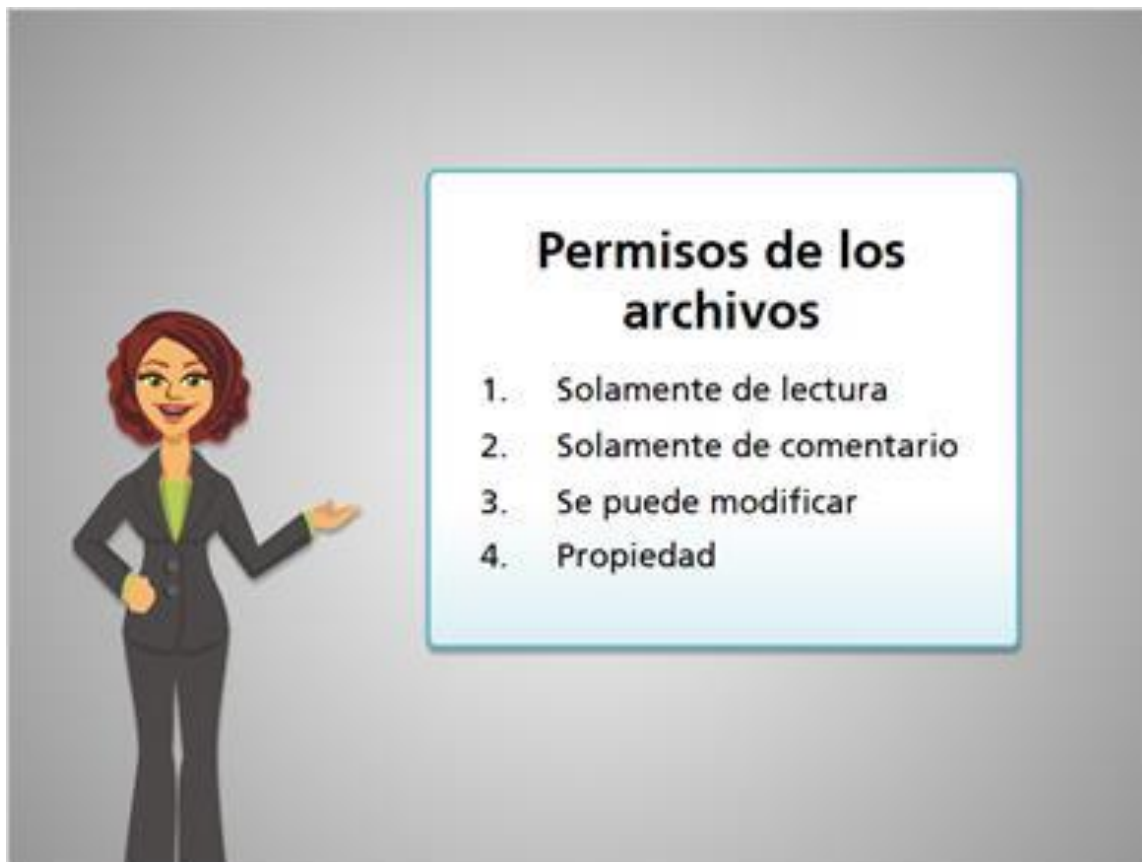 Permisos de los
archivos
1. Solamente de lectura
2. Solamente de comentario
3. Se puede modificar
4. Propiedad